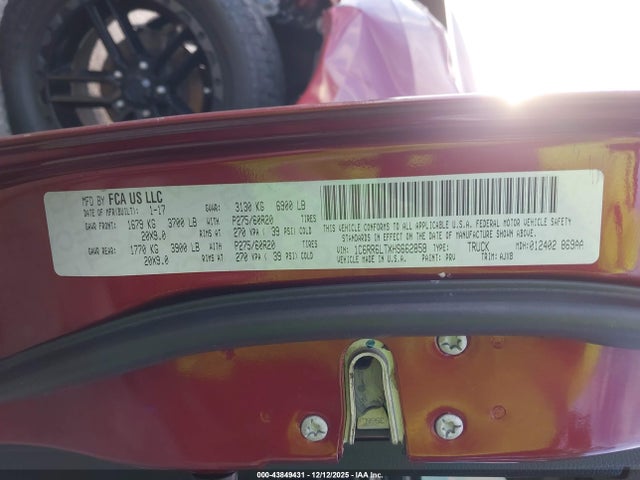 MFD BY FCA US LLC
DATE OF MFR(BUILT): 1-17 GVWR: 3130 KG 6900 LB
GAWR FRONT: 1679 KG 3700 LB WITH P275/60R20 TIRES
20X9.0 RIMS AT 270 KPA ( 39 PSI) COLD
GAWR REAR: 1770 KG 3900 LB WITH P275/60R20 TIRES
20X9.0 RIMS AT 270 KPA ( 39 PSI) COLD
THIS VEHICLE CONFORMS TO ALL APPLICABLE U.S.A. FEDERAL MOTOR VEHICLE SAFETY
STANDARDS IN EFFECT ON THE DATE OF MANUFACTURE SHOWN ABOVE.
VIN: 1C6RR6LTXHS662858 TYPE: TRUCK MDH: 012402 869AA
VEHICLE MADE IN U.S.A. PAINT: PRV TRIM: AJX8
000-43849431 - 12/12/2025 - IAAI.COM